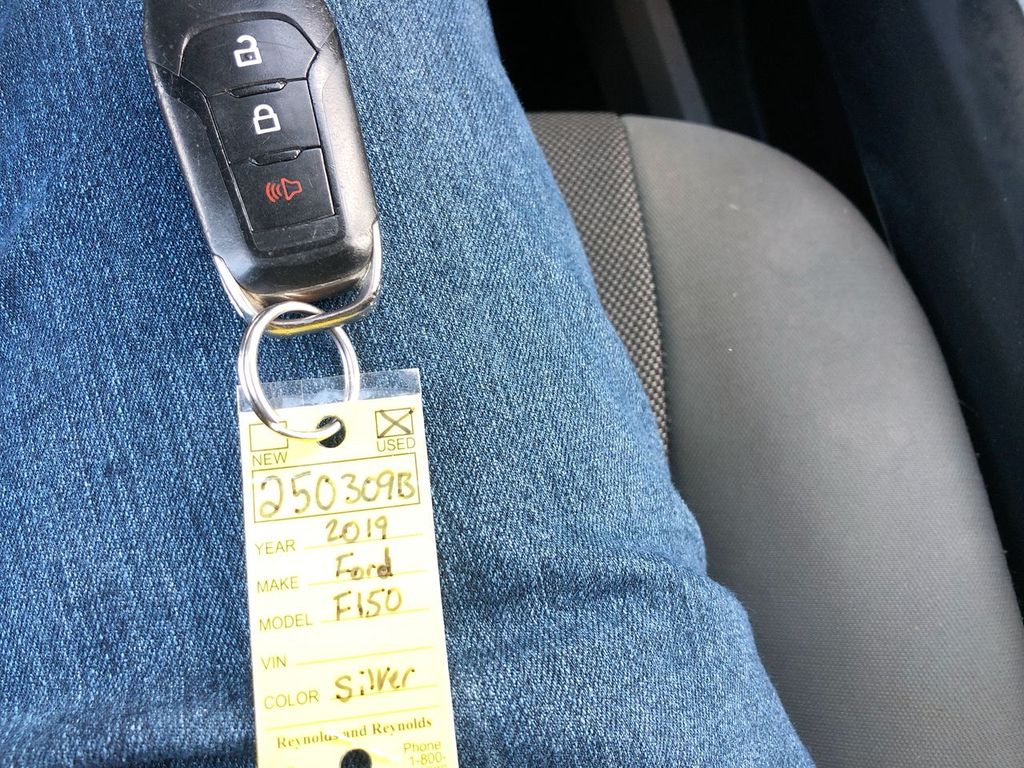 NEW USED
250309B
YEAR 2019
MAKE Ford
MODEL F150
VIN
COLOR Silver
Reynolds and Reynolds
Phone
1-800-